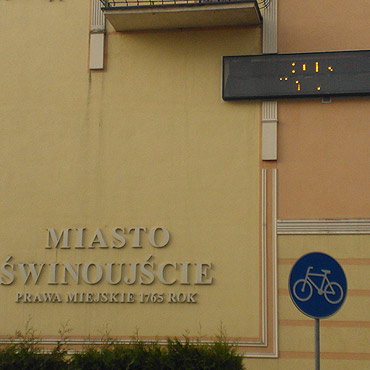 MIASTO
ŚWINOUJŚCIE
PRAWA MIEJSKIE 1765 ROK